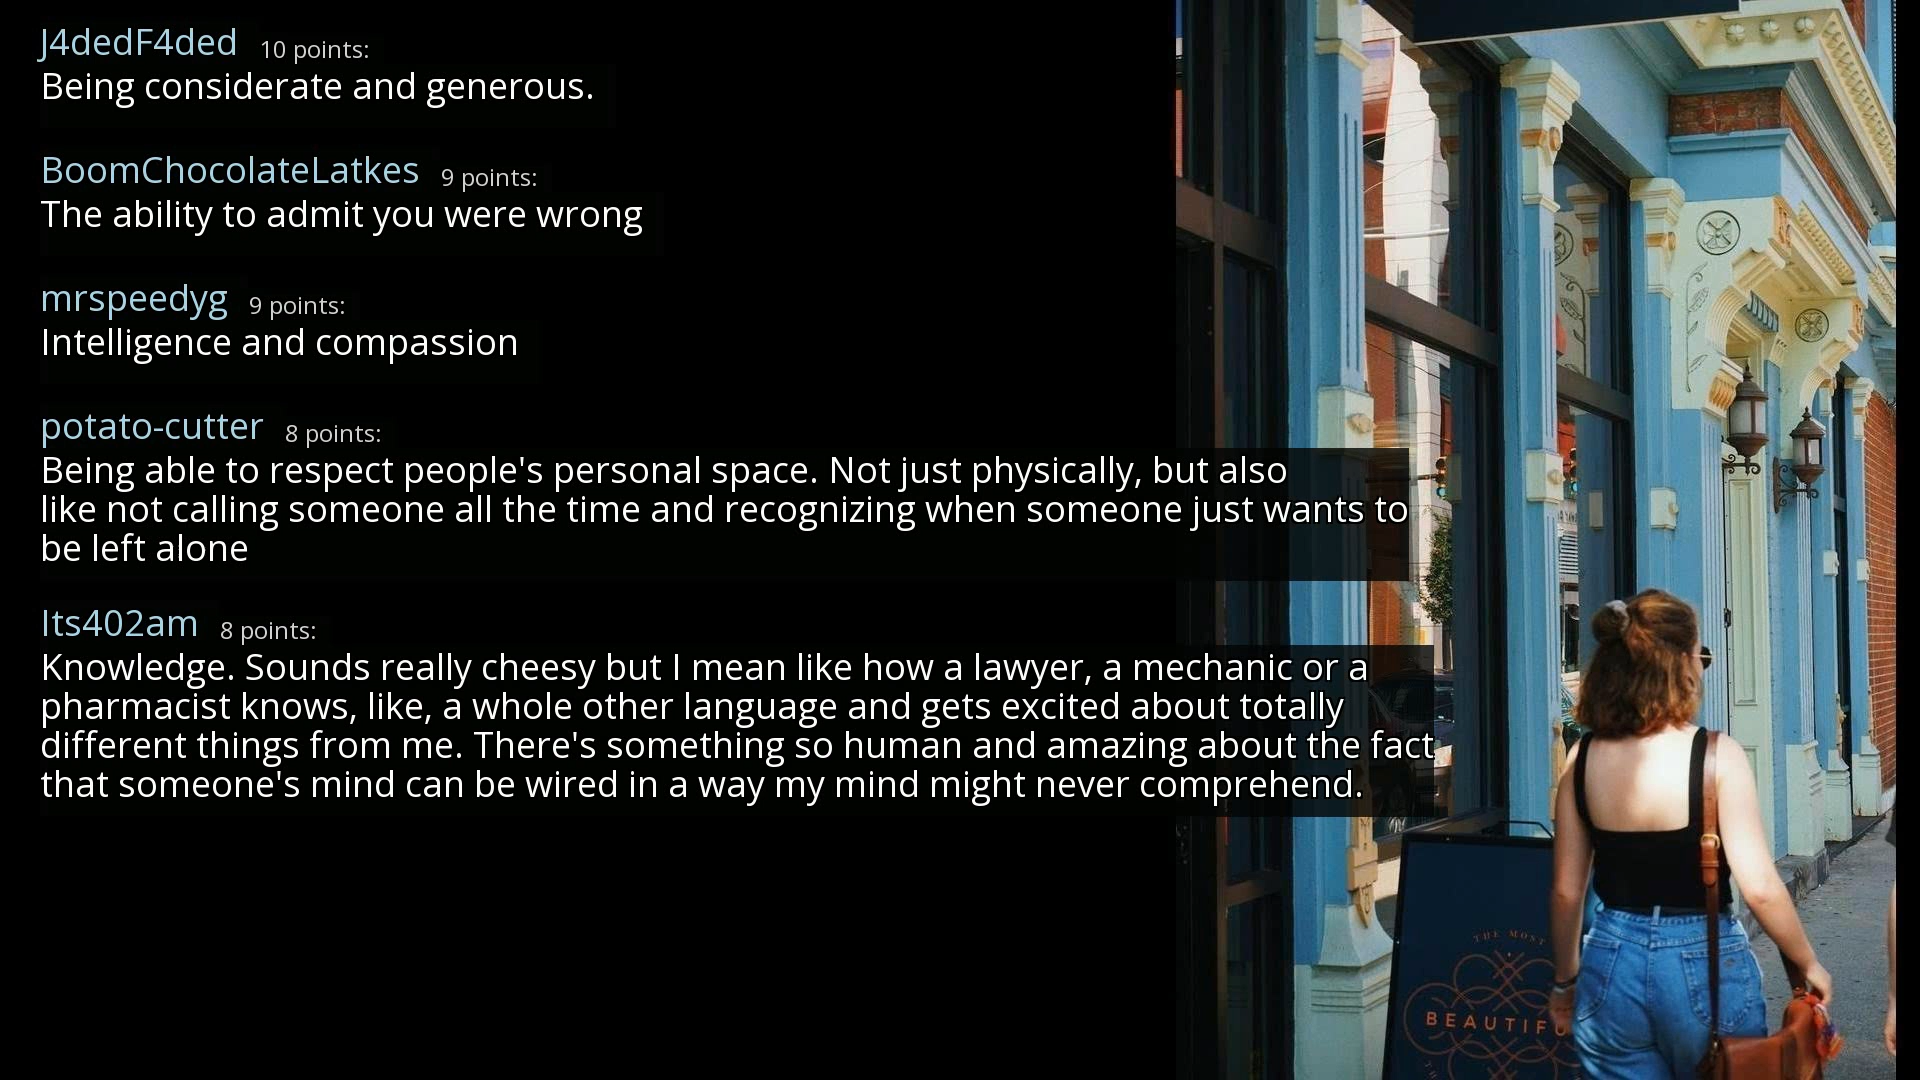 J4dedF4ded 10 points:
Being considerate and generous.
BoomChocolateLatkes 9 points:
The ability to admit you were wrong
mrspeedyg 9 points:
Intelligence and compassion
potato-cutter 8 points:
Being able to respect people's personal space. Not just physically, but also
like not calling someone all the time and recognizing when someone just wants to
be left alone
Its402am 8 points:
Knowledge. Sounds really cheesy but I mean like how a lawyer, a mechanic or a
pharmacist knows, like, a whole other language and gets excited about totally
different things from me. There's something so human and amazing about the fact
that someone's mind can be wired in a way my mind might never comprehend.
THE MOST
BEAUTIFU